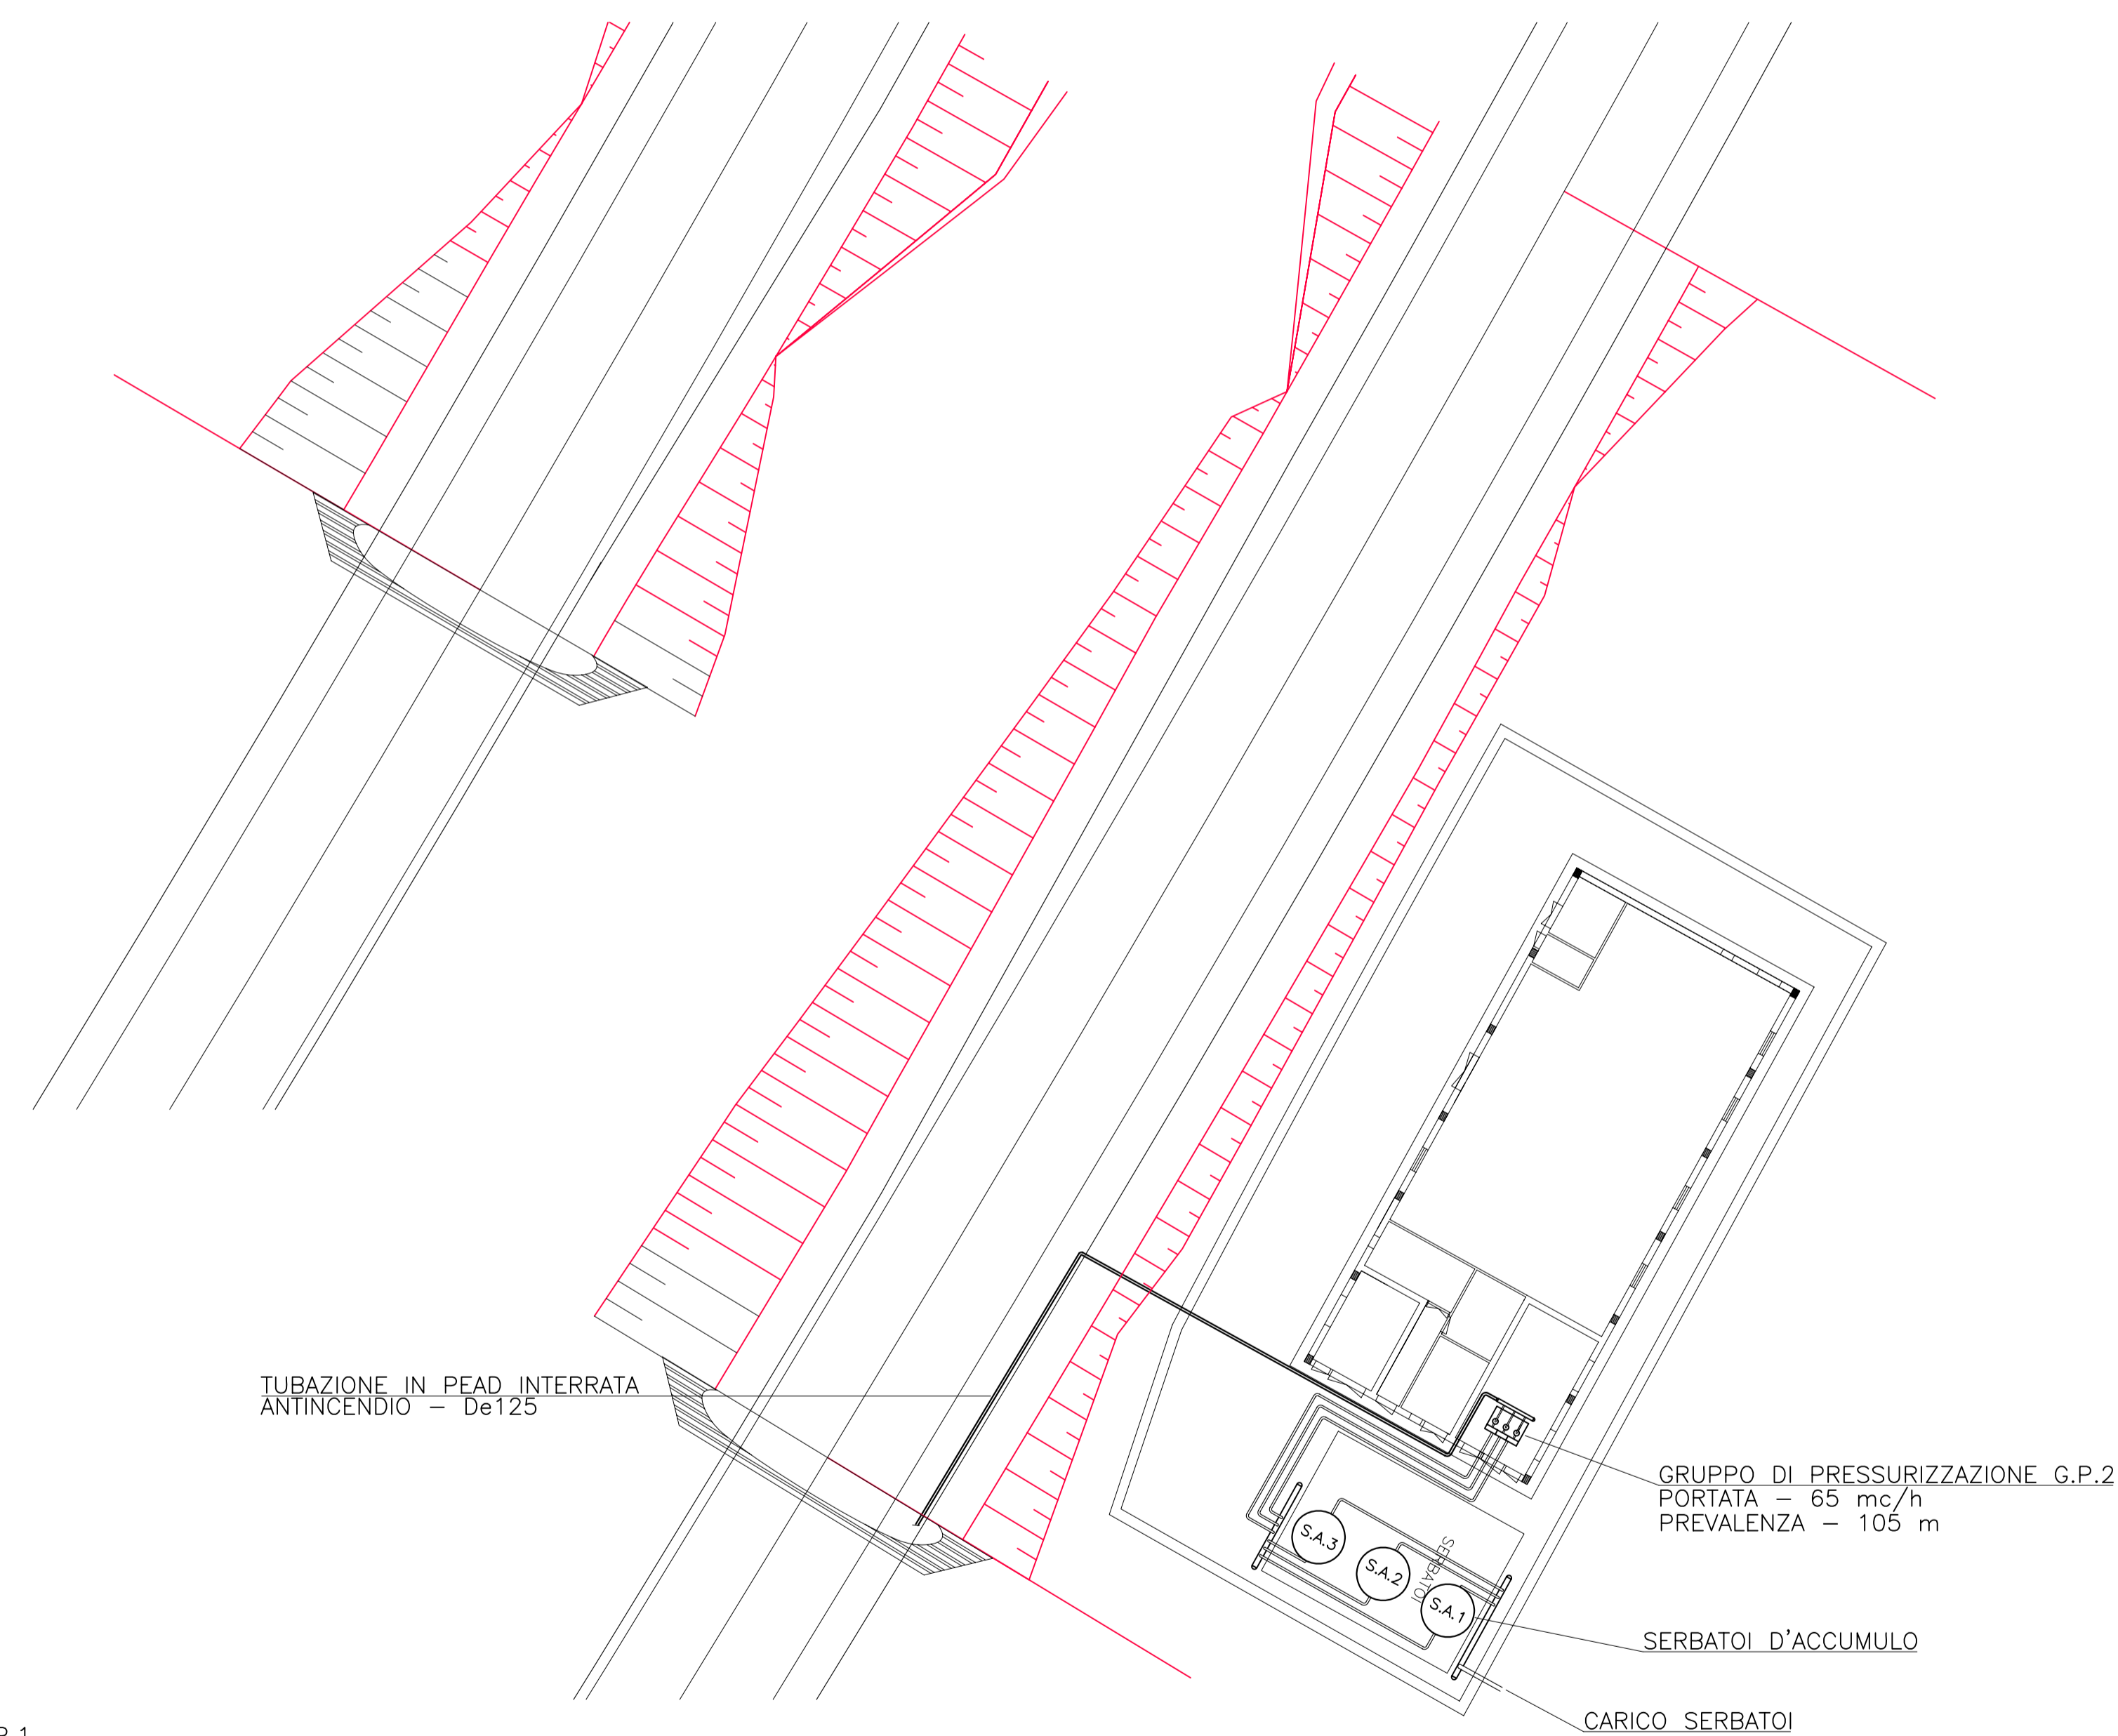 TUBAZIONE IN PEAD INTERRATA
ANTINCENDIO – De125
GRUPPO DI PRESSURIZZAZIONE G.P.2
PORTATA – 65 mc/h
PREVALENZA – 105 m
S.A.3
S.A.2
S.A.1
SERBATOI
SERBATOI D'ACCUMULO
CARICO SERBATOI